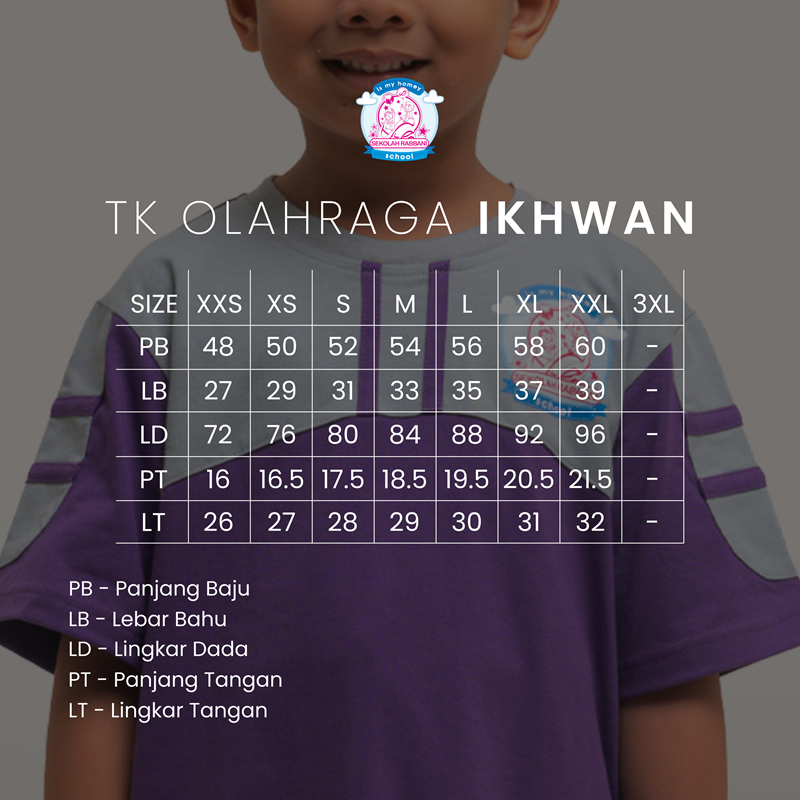 is my homey
SEKOLAH RABBANI
school
TK OLAHRAGA IKHWAN
SIZE XXS XS S M L XL XXL 3XL
PB 48 50 52 54 56 58 60 -
LB 27 29 31 33 35 37 39 -
LD 72 76 80 84 88 92 96 -
PT 16 16.5 17.5 18.5 19.5 20.5 21.5 -
LT 26 27 28 29 30 31 32 -
PB - Panjang Baju
LB - Lebar Bahu
LD - Lingkar Dada
PT - Panjang Tangan
LT - Lingkar Tangan